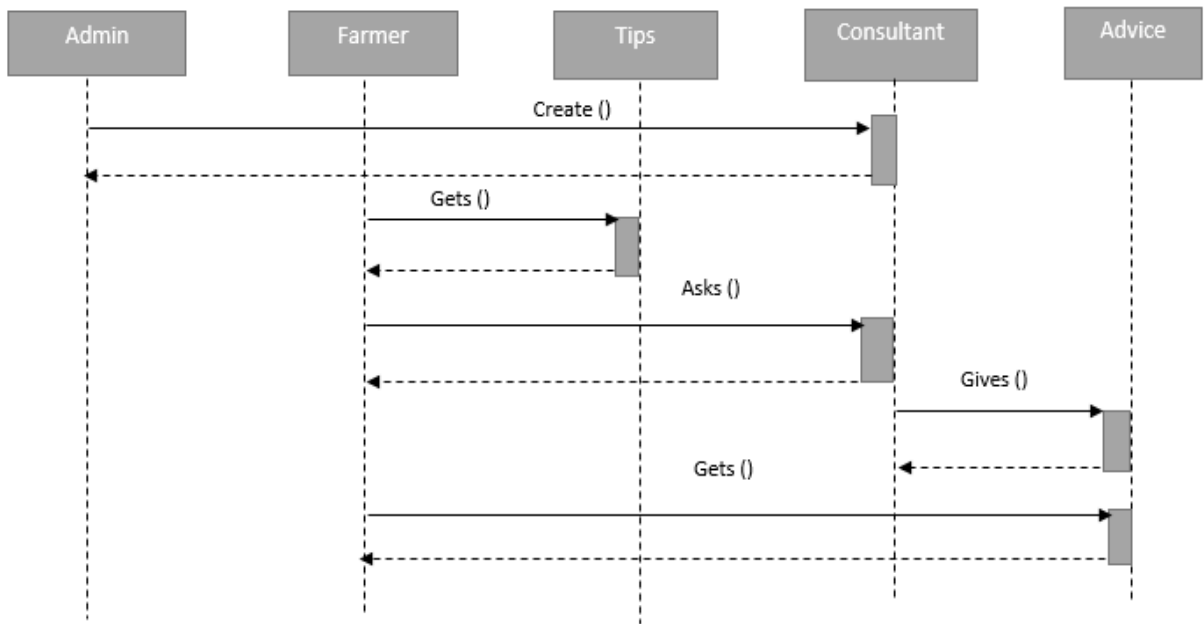 Admin
Farmer
Tips
Consultant
Advice
Create ()
Gets ()
Asks ()
Gives ()
Gets ()